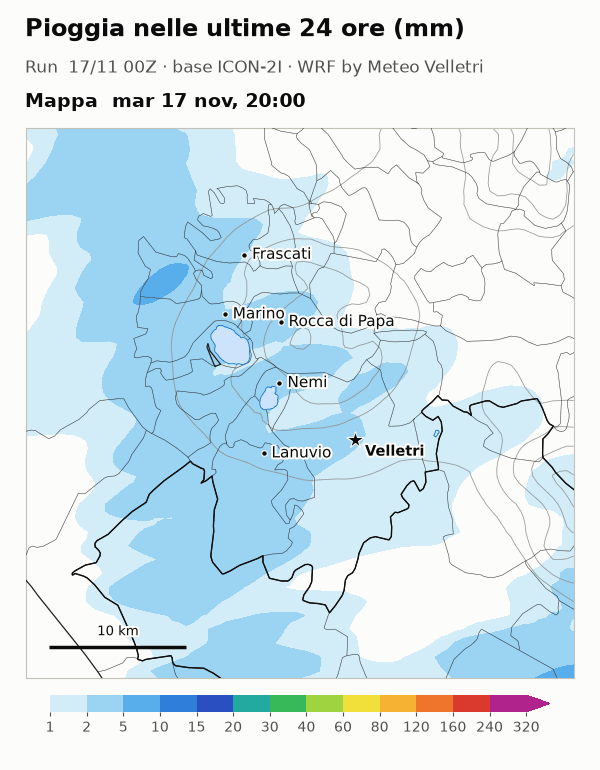 Pioggia nelle ultime 24 ore (mm)
Run  17/11 00Z · base ICON-2I · WRF by Meteo Velletri
Mappa  mar 17 nov, 20:00
Frascati
Marino
Rocca di Papa
Nemi
Velletri
Lanuvio
10 km
1 2 5 10 15 20 30 40 60 80 120 160 240 320